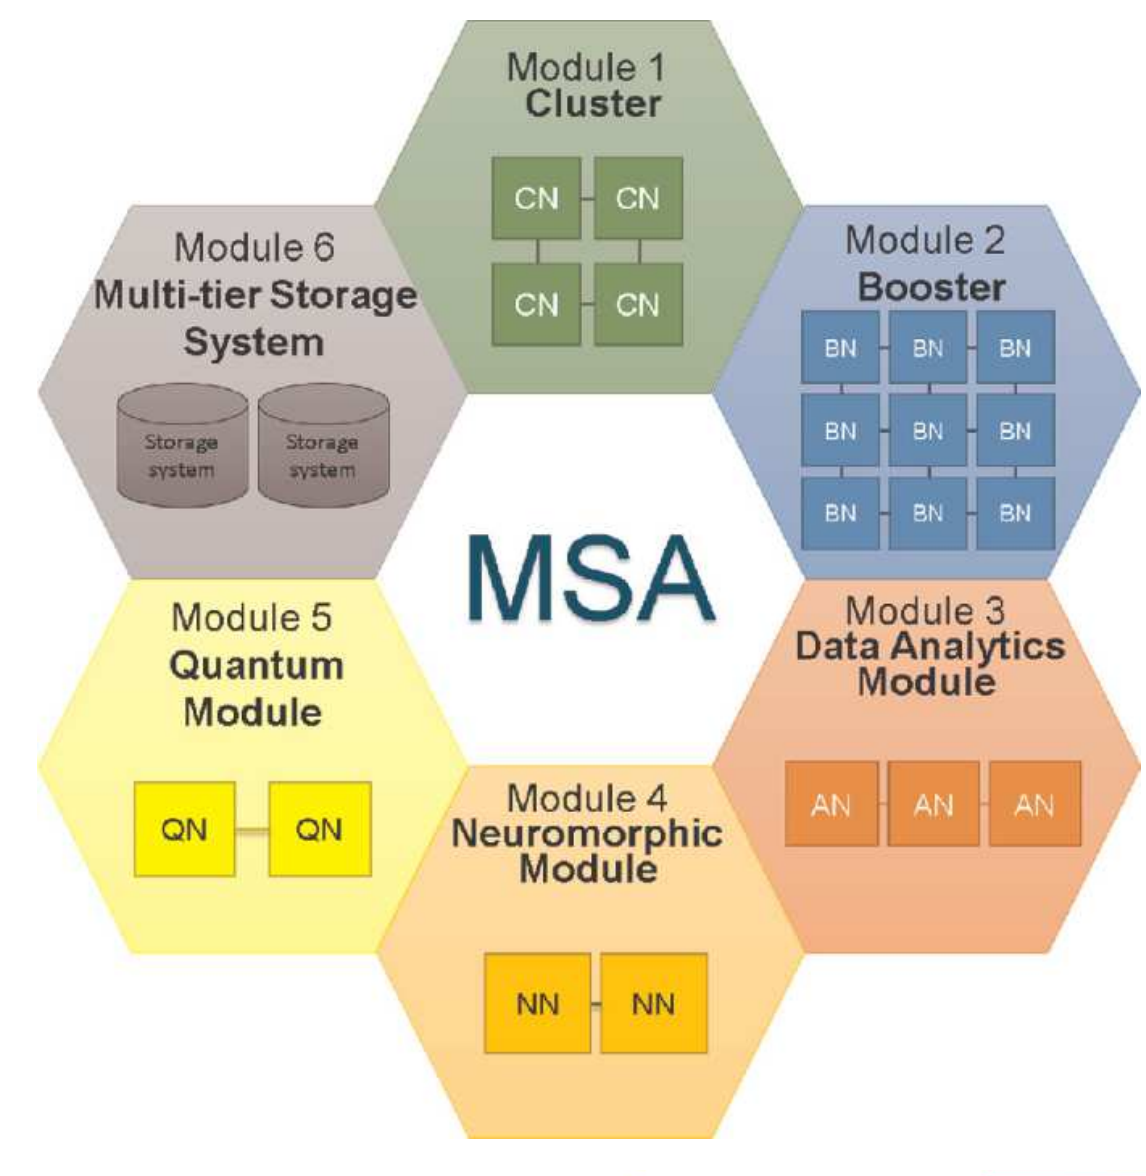 Module 1
Cluster
CN CN
CN CN
Module 2
Booster
BN BN BN
BN BN BN
BN BN BN
Module 3
Data Analytics
Module
AN AN AN
Module 4
Neuromorphic
Module
NN NN
Module 5
Quantum
Module
QN QN
Module 6
Multi-tier Storage
System
Storage Storage
system system
MSA